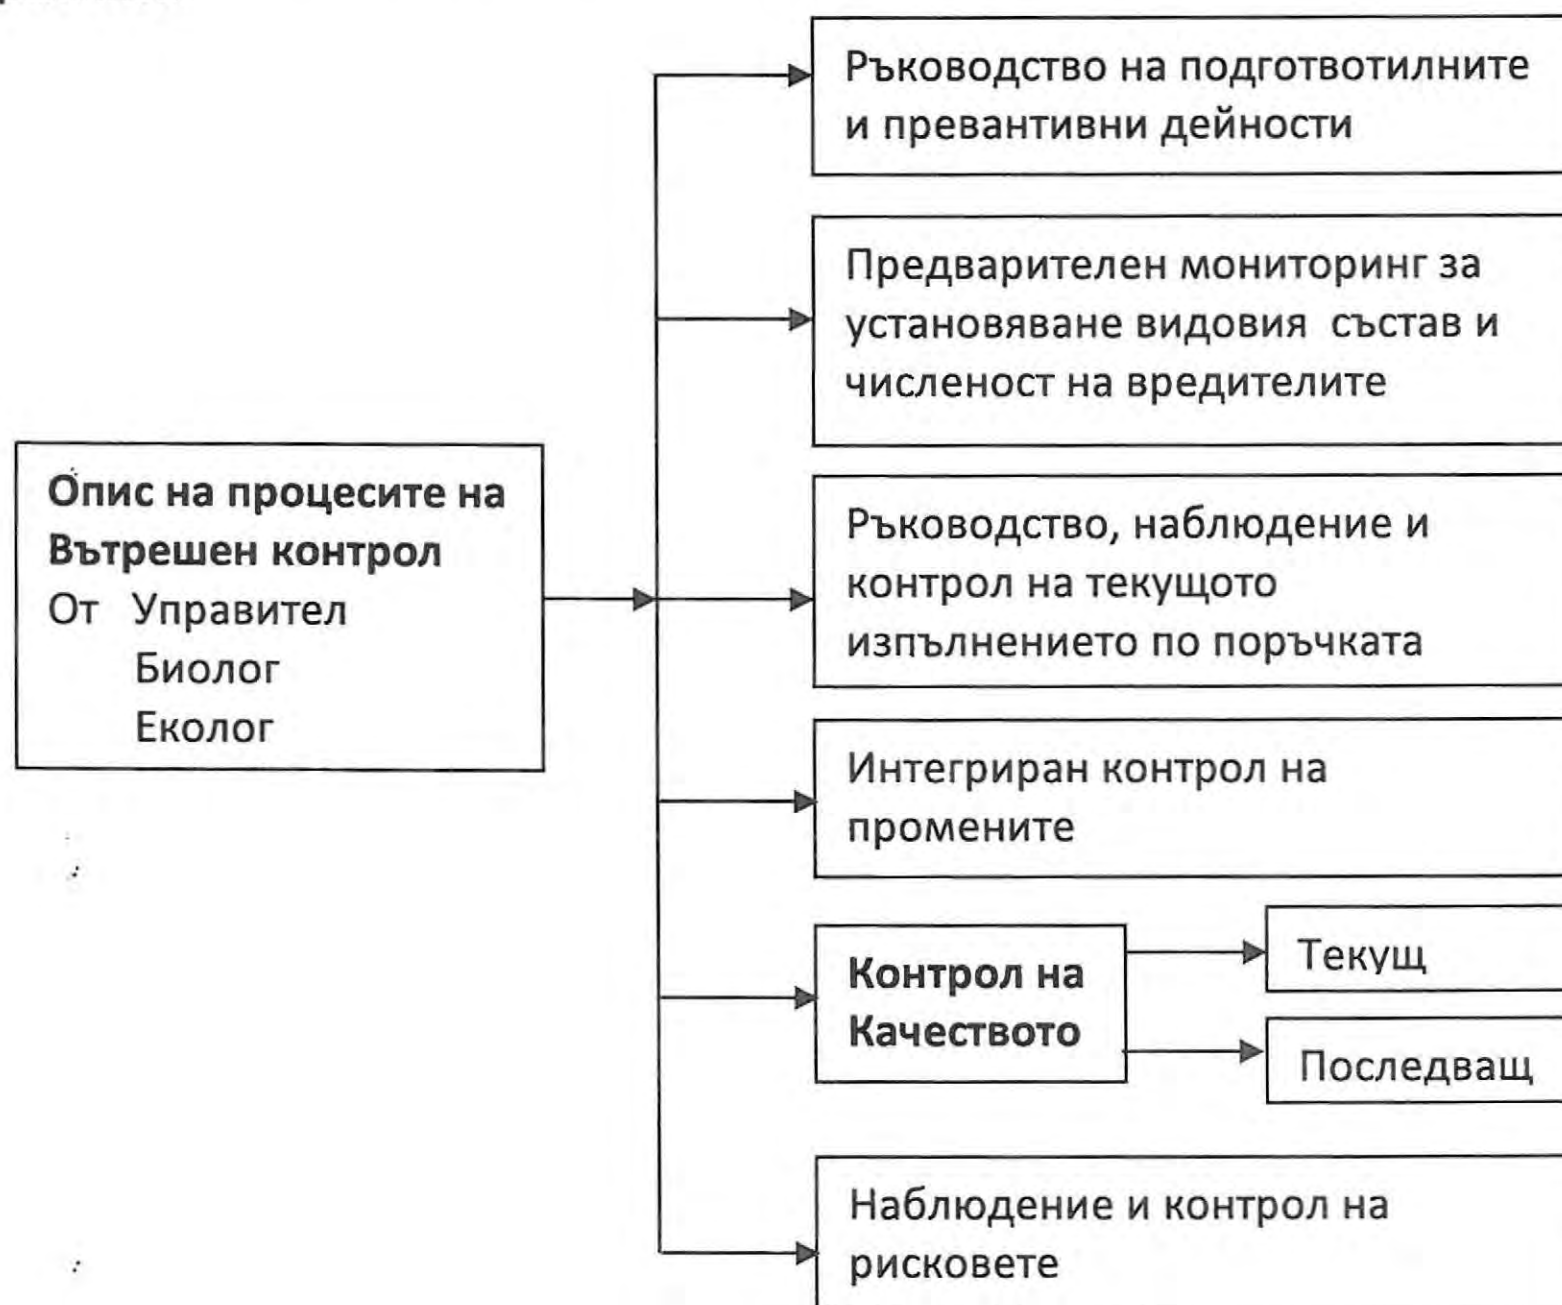 Ръководство на подготвотилните
и превантивни дейности
Предварителен мониторинг за
установяване видовия състав и
численост на вредителите
Опис на процесите на
Вътрешен контрол
От Управител
Биолог
Еколог
Ръководство, наблюдение и
контрол на текущото
изпълнението по поръчката
Интегриран контрол на
промените
Контрол на
Качеството
Текущ
Последващ
Наблюдение и контрол на
рисковете